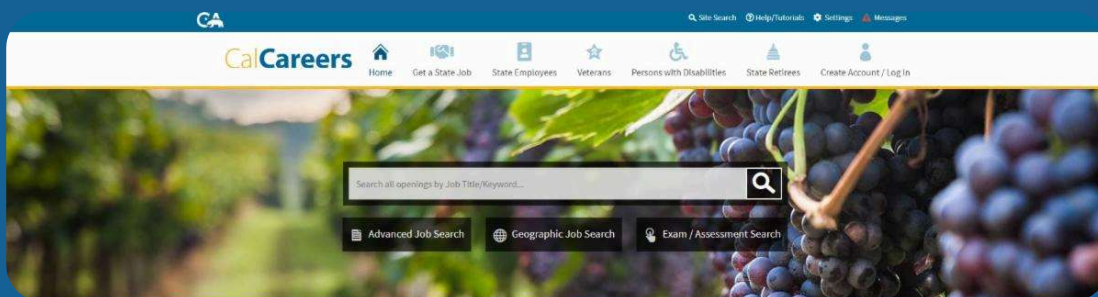 CA
Site Search Help/Tutorials Settings Messages
CalCareers
Home Get a State Job State Employees Veterans Persons with Disabilities State Retirees Create Account / Log In
Search all openings by Job Title/Keyword...
Advanced Job Search Geographic Job Search Exam / Assessment Search